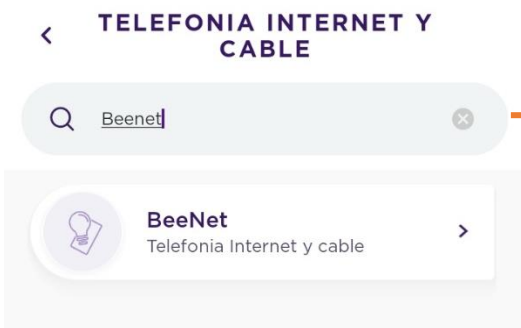 TELEFONIA INTERNET Y
CABLE
Beenet
BeeNet
Telefonia Internet y cable